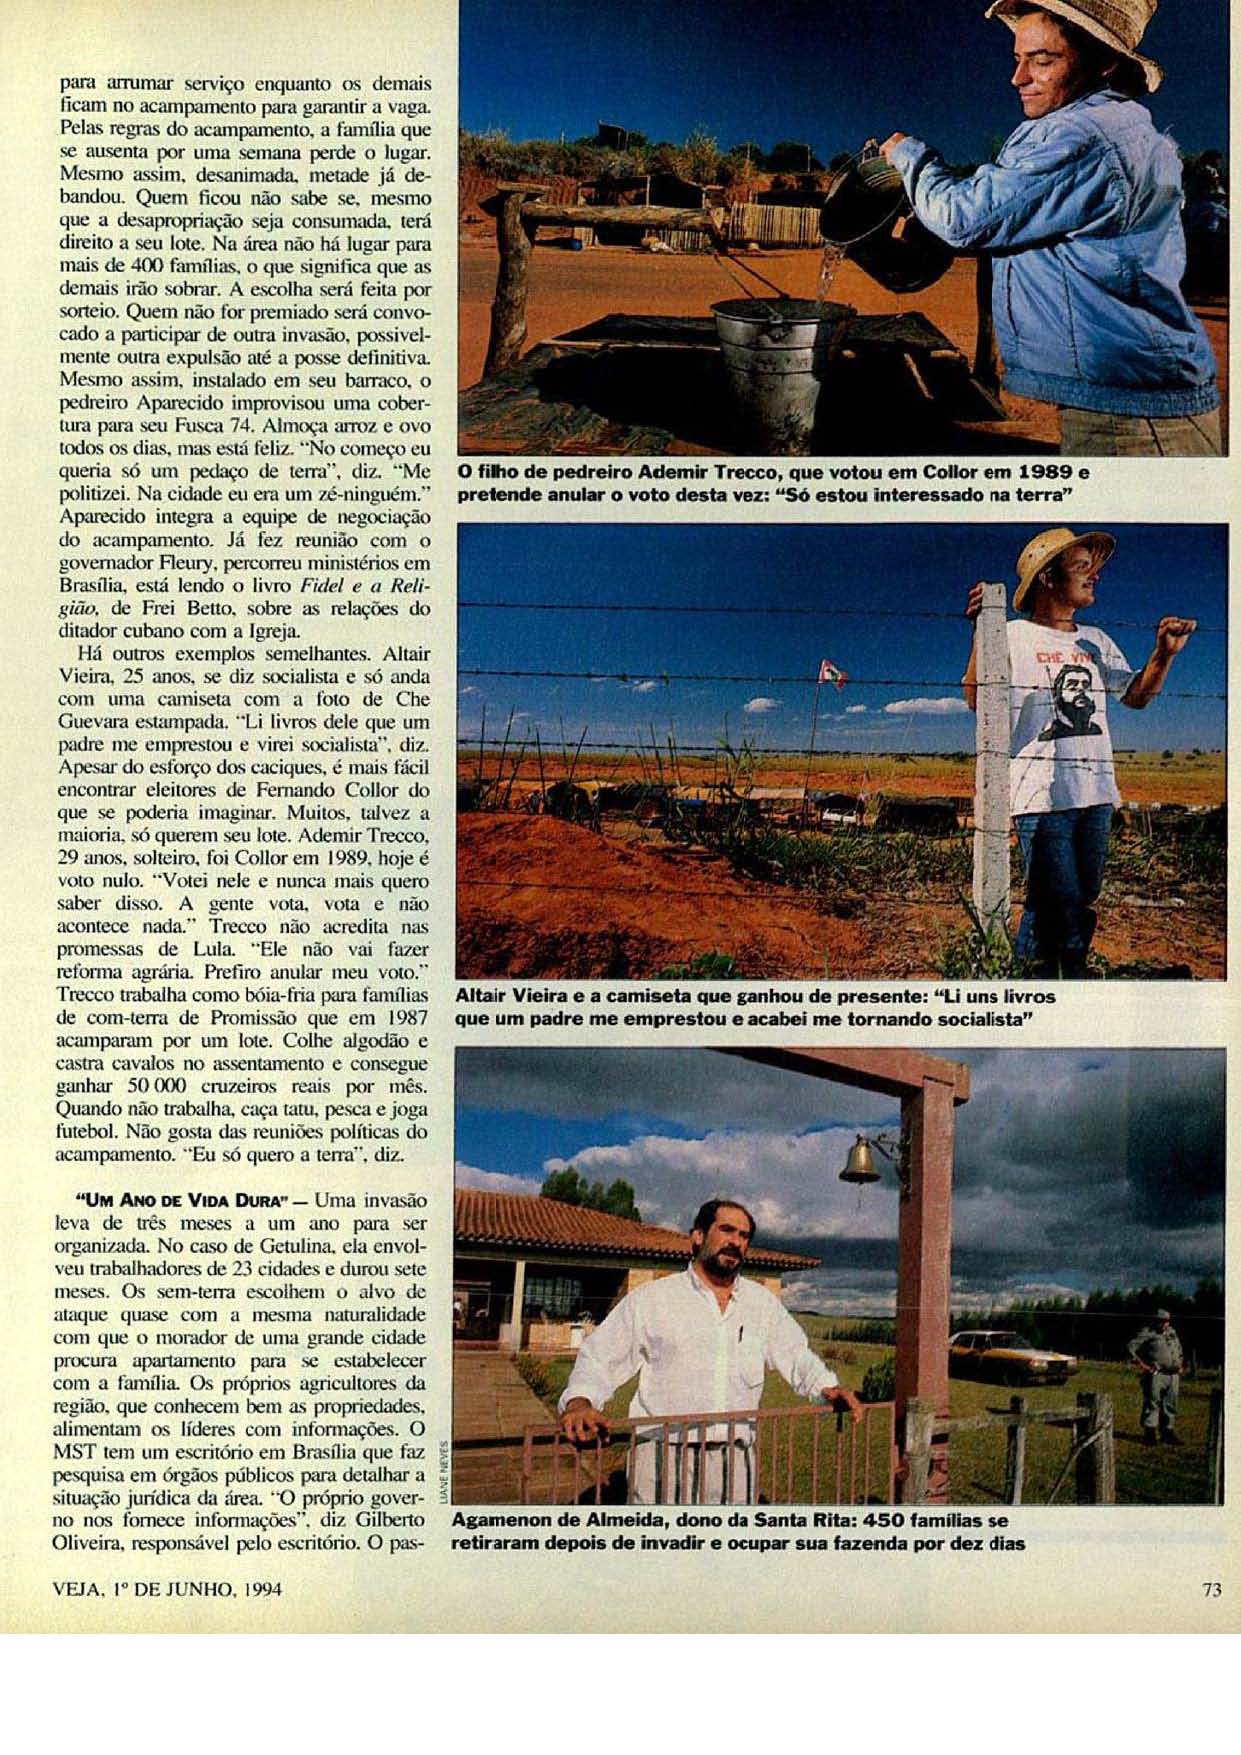 para arrumar serviço enquanto os demais
ficam no acampamento para garantir a vaga.
Pelas regras do acampamento, a família que
se ausenta por uma semana perde o lugar.
Mesmo assim, desanimada, metade já de-
bandou. Quem ficou não sabe se, mesmo
que a desapropriação seja consumada, terá
direito a seu lote. Na área não há lugar para
mais de 400 famílias, o que significa que as
demais irão sobrar. A escolha será feita por
sorteio. Quem não for premiado será convo-
cado a participar de outra invasão, possivel-
mente outra expulsão até a posse definitiva.
Mesmo assim, instalado em seu barraco, o
pedreiro Aparecido improvisou uma cober-
tura para seu Fusca 74. Almoça arroz e ovo
todos os dias, mas está feliz. “No começo eu
queria só um pedaço de terra”, diz. “Me
politizei. Na cidade eu era um zé-ninguém.”
Aparecido integra a equipe de negociação
do acampamento. Já fez reunião com o
governador Fleury, percorreu ministérios em
Brasília, está lendo o livro Fidel e a Reli-
gião, de Frei Betto, sobre as relações do
ditador cubano com a Igreja.
Há outros exemplos semelhantes. Altair
Vieira, 25 anos, se diz socialista e só anda
com uma camiseta com a foto de Che
Guevara estampada. “Li livros dele que um
padre me emprestou e virei socialista”, diz.
Apesar do esforço dos caciques, é mais fácil
encontrar eleitores de Fernando Collor do
que se poderia imaginar. Muitos, talvez a
maioria, só querem seu lote. Ademir Trecco,
29 anos, solteiro, foi Collor em 1989, hoje é
voto nulo. “Votei nele e nunca mais quero
saber disso. A gente vota, vota e não
acontece nada.” Trecco não acredita nas
promessas de Lula. “Ele não vai fazer
reforma agrária. Prefiro anular meu voto.”
Trecco trabalha como bóia-fria para famílias
de com-terra de Promissão que em 1987
acamparam por um lote. Colhe algodão e
castra cavalos no assentamento e consegue
ganhar 50 000 cruzeiros reais por mês.
Quando não trabalha, caça tatu, pesca e joga
futebol. Não gosta das reuniões políticas do
acampamento. “Eu só quero a terra”, diz.
“UM ANO DE VIDA DURA” — Uma invasão
leva de três meses a um ano para ser
organizada. No caso de Getulina, ela envol-
veu trabalhadores de 23 cidades e durou sete
meses. Os sem-terra escolhem o alvo de
ataque quase com a mesma naturalidade
com que o morador de uma grande cidade
procura apartamento para se estabelecer
com a família. Os próprios agricultores da
região, que conhecem bem as propriedades,
alimentam os líderes com informações. O
MST tem um escritório em Brasília que faz
pesquisa em órgãos públicos para detalhar a
situação jurídica da área. “O próprio gover-
no nos fornece informações”, diz Gilberto
Oliveira, responsável pelo escritório. O pas-
O filho de pedreiro Ademir Trecco, que votou em Collor em 1989 e
pretende anular o voto desta vez: “Só estou interessado na terra”
CHE VIVE
Altair Vieira e a camiseta que ganhou de presente: “Li uns livros
que um padre me emprestou e acabei me tornando socialista”
LIANE NEVES
Agamenon de Almeida, dono da Santa Rita: 450 famílias se
retiraram depois de invadir e ocupar sua fazenda por dez dias
VEJA, 1º DE JUNHO, 1994
73